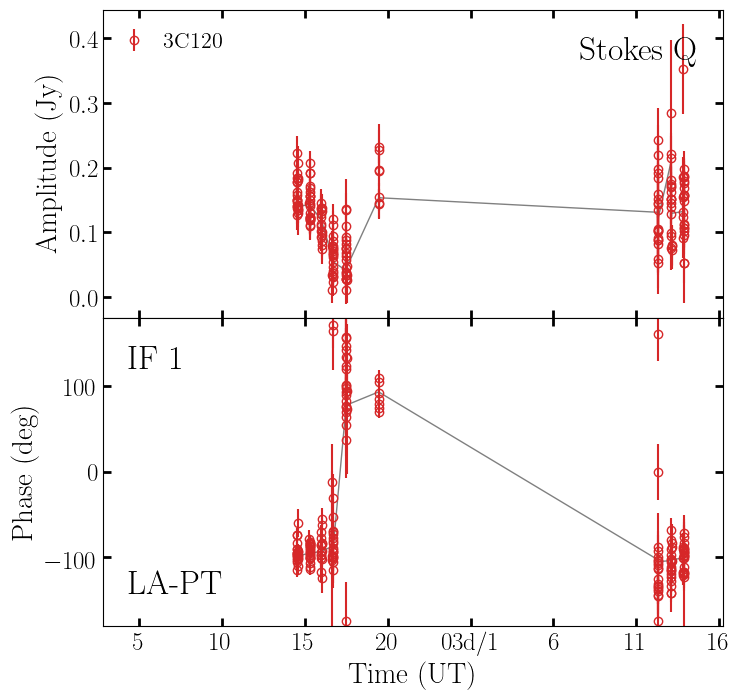 3C120
Stokes Q
0.4
0.3
0.2
0.1
0.0
Amplitude (Jy)
IF 1
100
0
−100
Phase (deg)
LA-PT
5 10 15 20 03d/1 6 11 16
Time (UT)